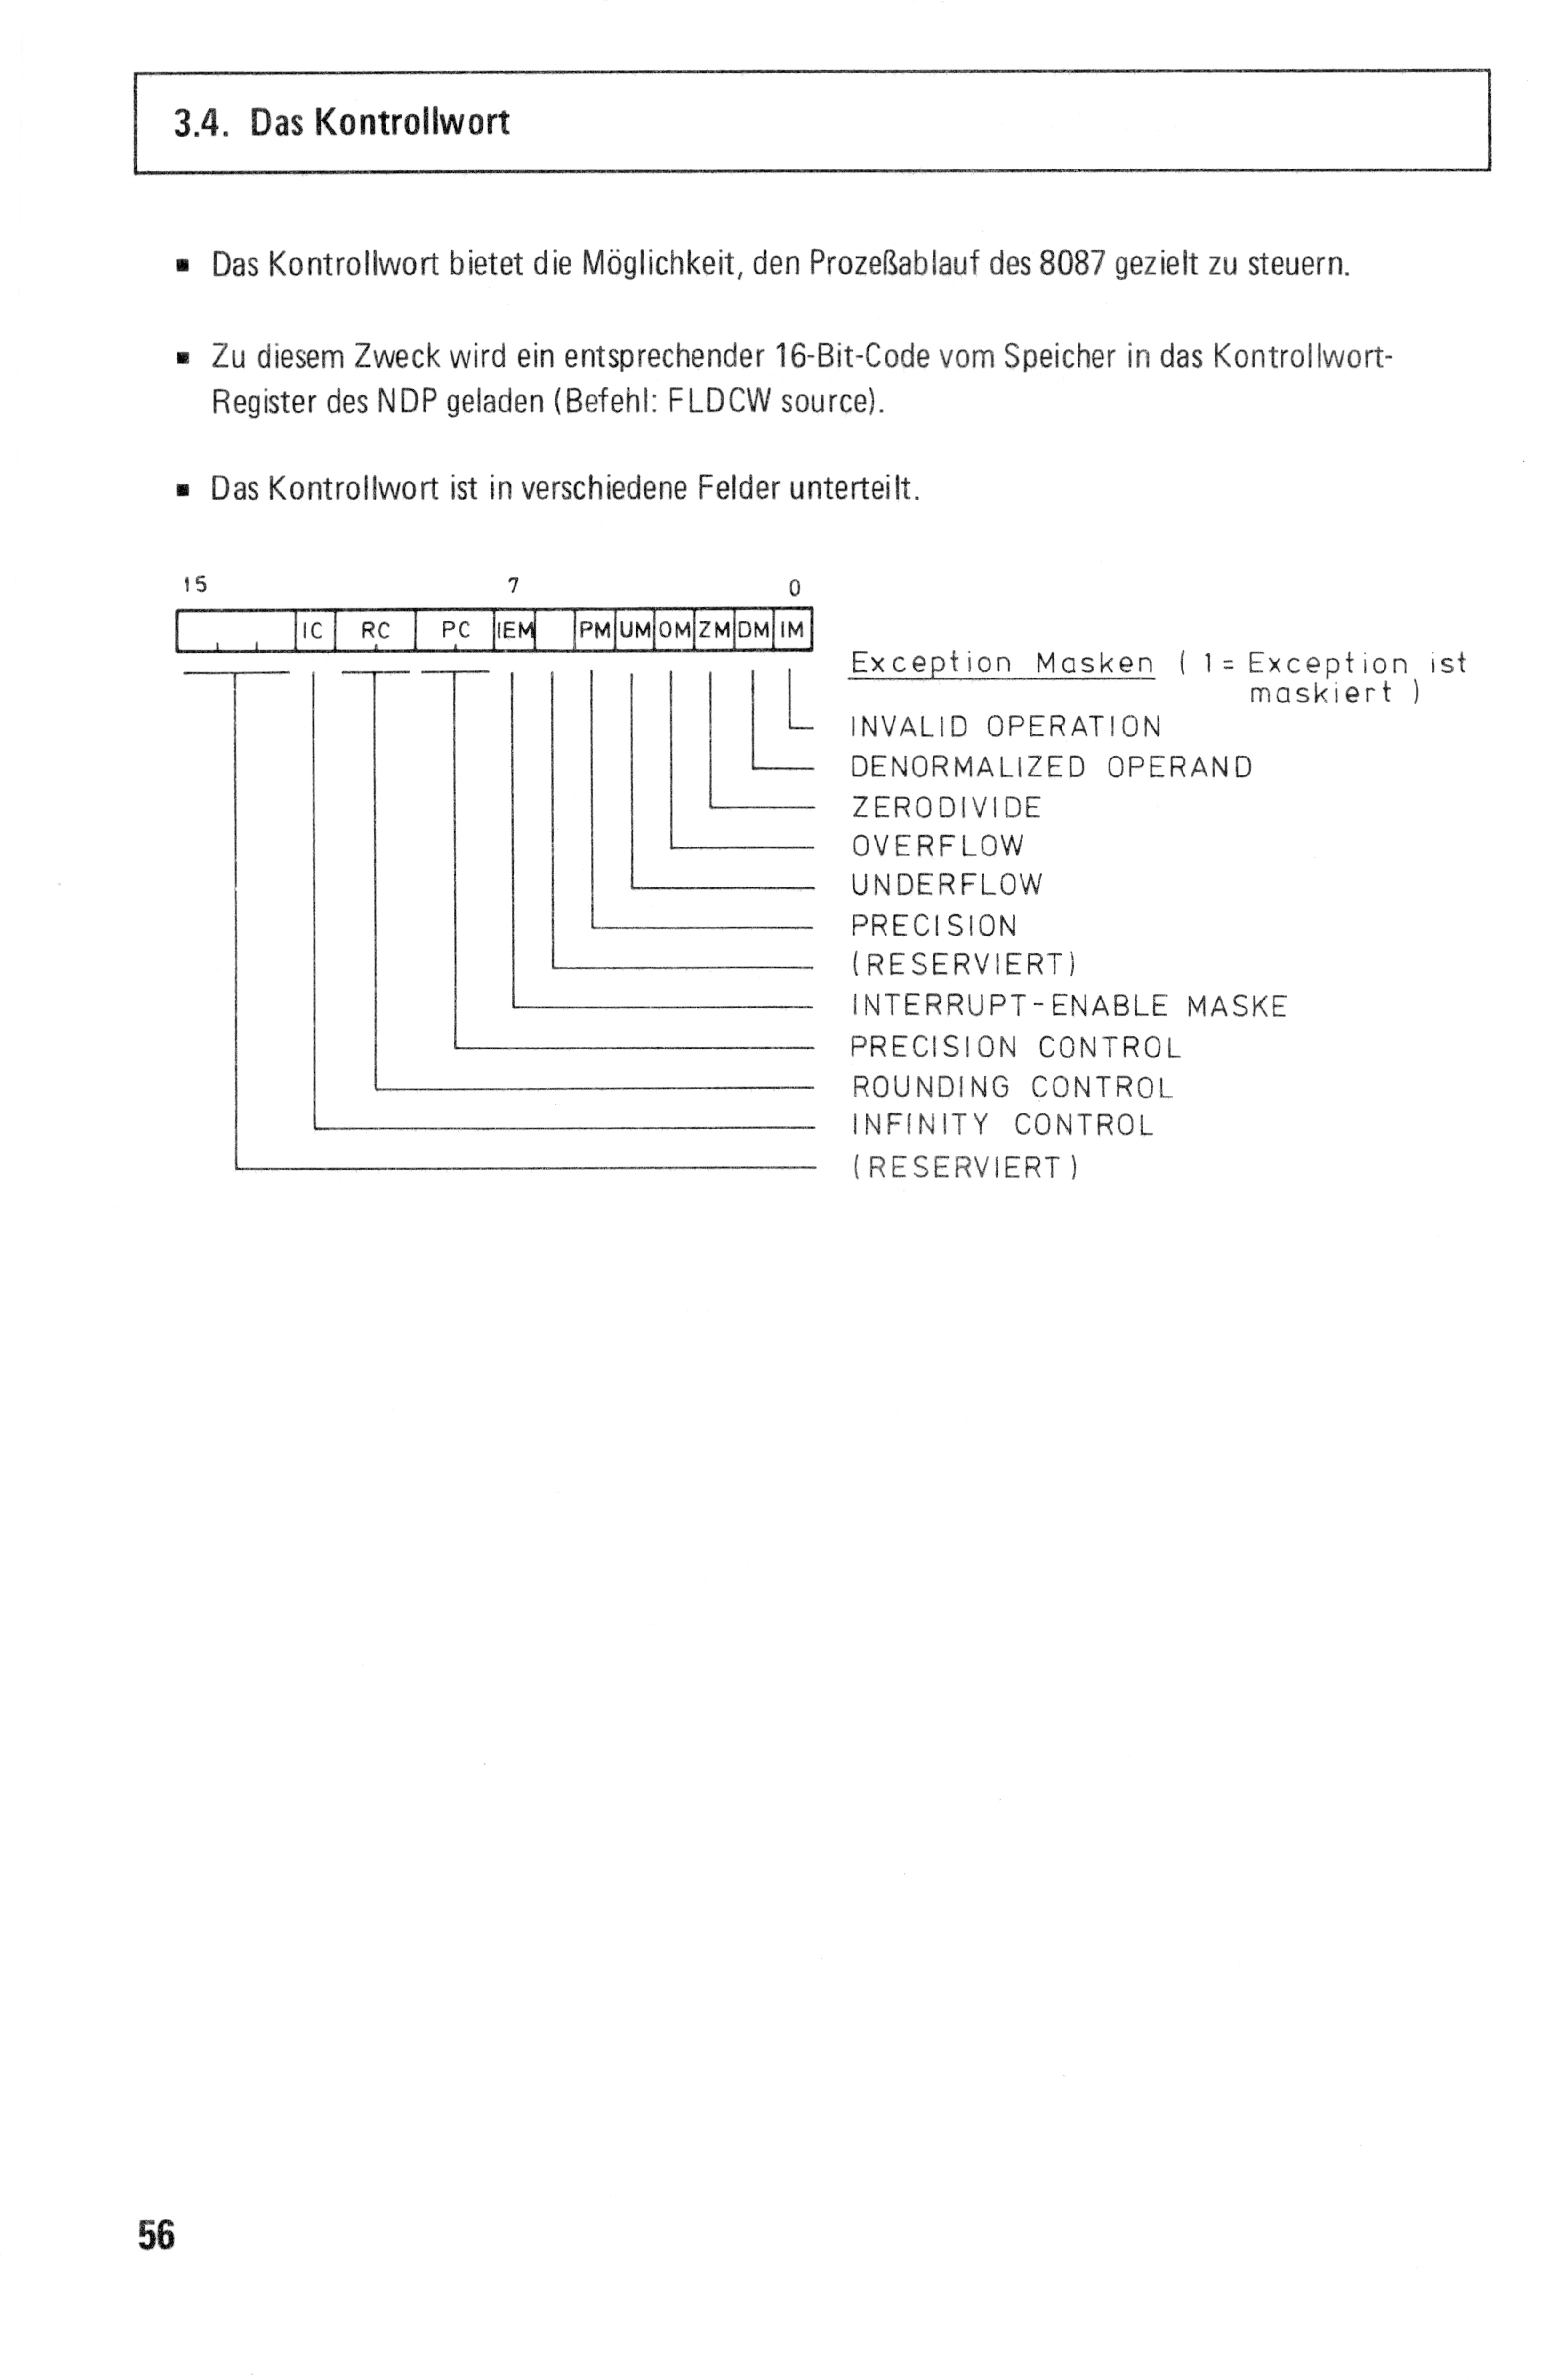 3.4. Das Kontrollwort
▪ Das Kontrollwort bietet die Möglichkeit, den Prozeßablauf des 8087 gezielt zu steuern.
▪ Zu diesem Zweck wird ein entsprechender 16-Bit-Code vom Speicher in das Kontrollwort-
Register des NDP geladen (Befehl: FLDCW source).
▪ Das Kontrollwort ist in verschiedene Felder unterteilt.
15 7 0
IC RC PC IEM PM UM OM ZM DM IM
Exception Masken ( 1 = Exception ist
maskiert )
INVALID OPERATION
DENORMALIZED OPERAND
ZERODIVIDE
OVERFLOW
UNDERFLOW
PRECISION
(RESERVIERT)
INTERRUPT-ENABLE MASKE
PRECISION CONTROL
ROUNDING CONTROL
INFINITY CONTROL
(RESERVIERT)
56